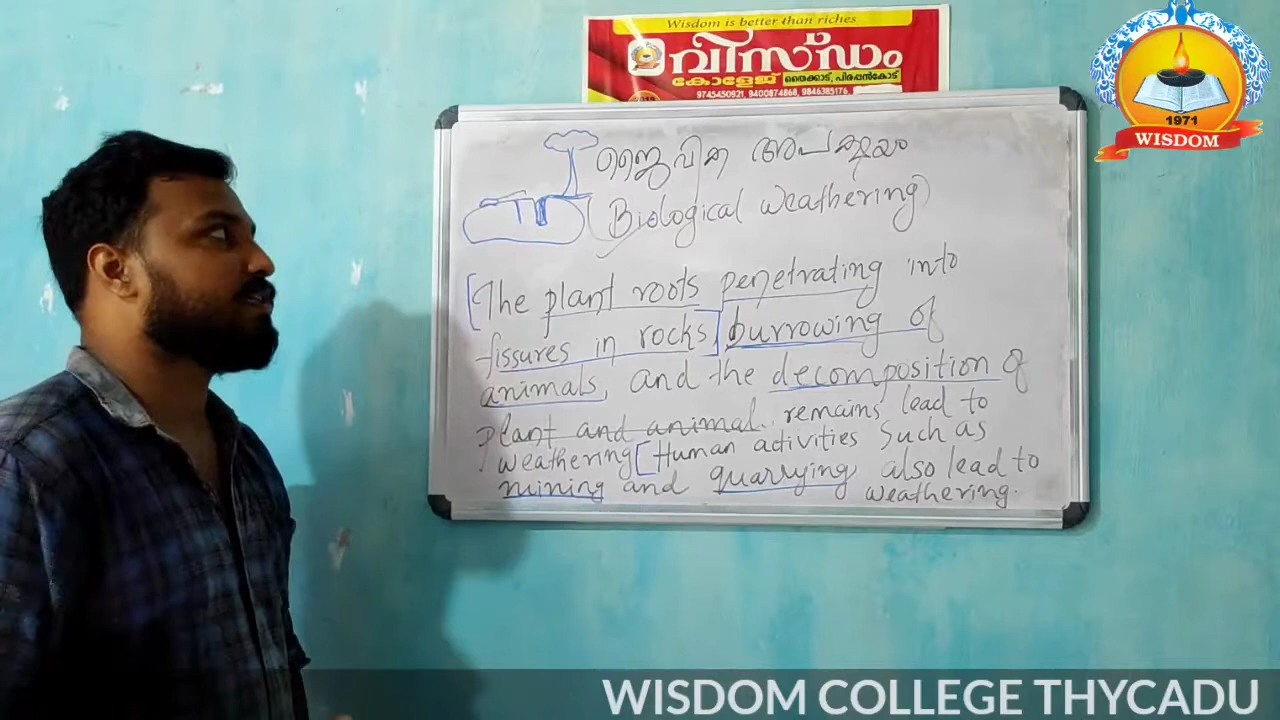 Wisdom is better than riches
വിസ്ഡം
കോളേജ് തൈക്കാട്, പിരപ്പൻകോട്
9745450921, 9400874868, 9846385176
1971
WISDOM
ജൈവിക അപക്ഷയം
(Biological weathering)
The plant roots penetrating into
fissures in rocks, burrowing of
animals, and the decomposition of
plant and animal remains lead to
weathering Human activities such as
mining and quarrying also lead to
weathering.
WISDOM COLLEGE THYCADU